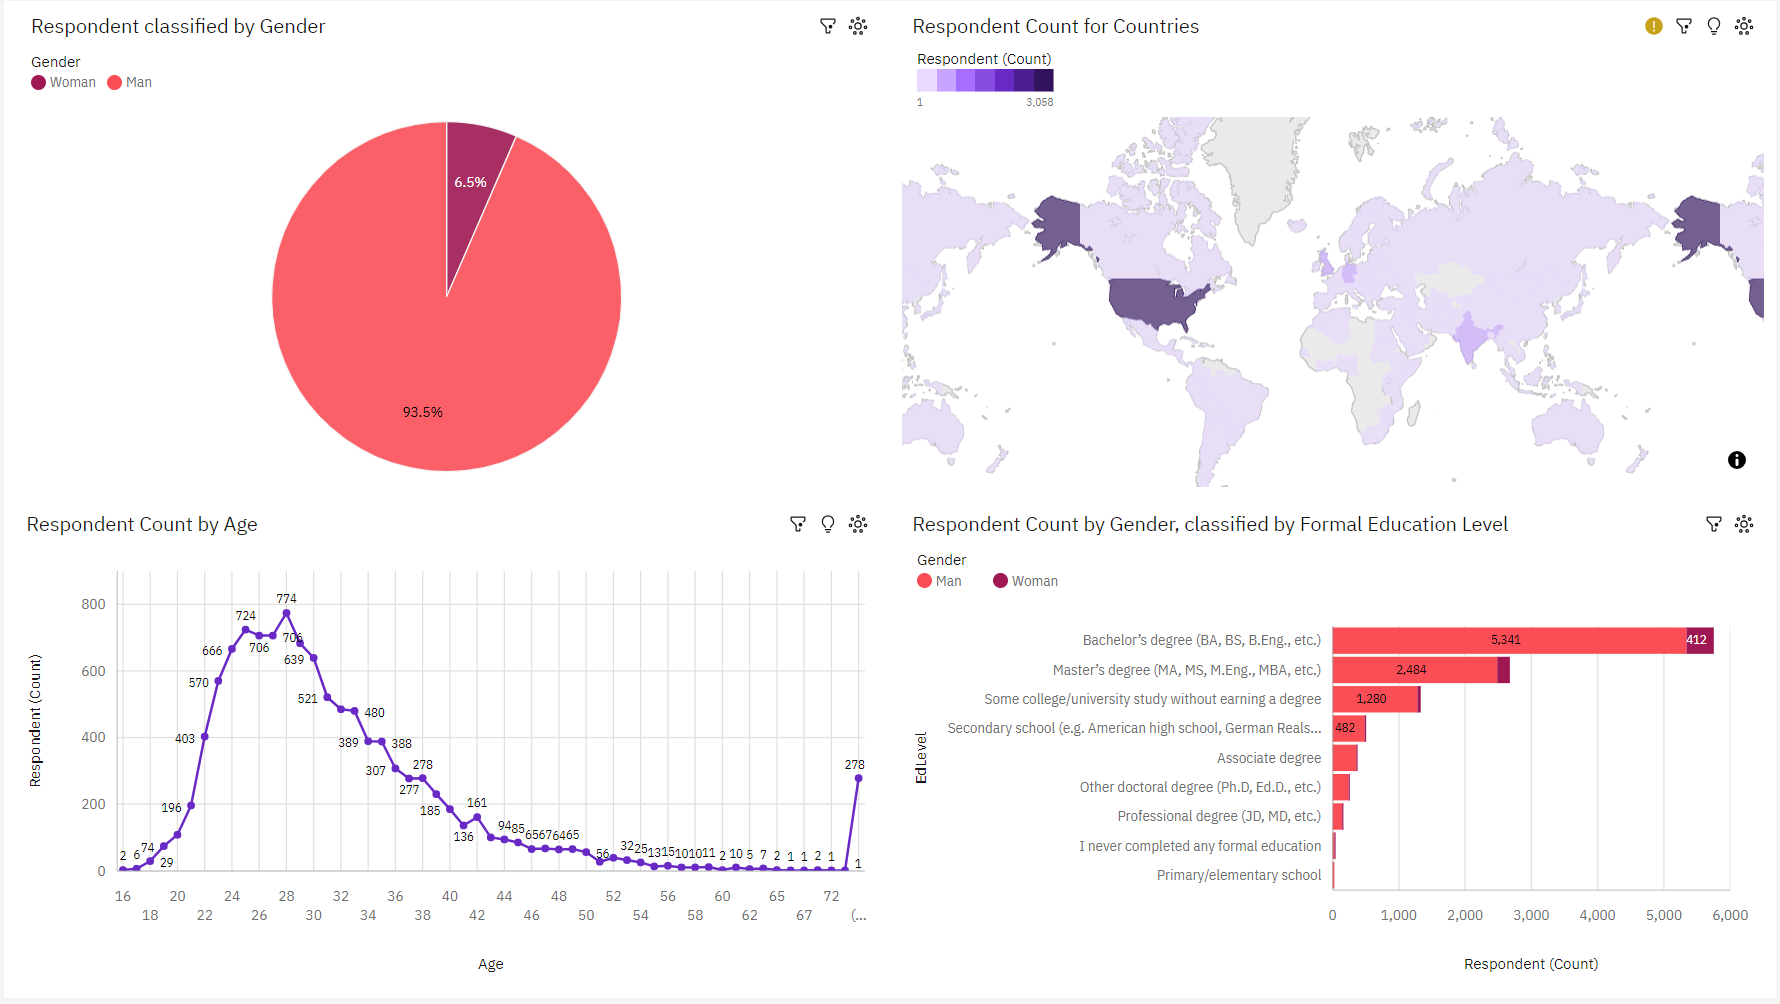 Respondent classified by Gender
Gender
Woman Man
6.5%
93.5%
Respondent Count for Countries
Respondent (Count)
1 3,058
Respondent Count by Age
Respondent (Count)
800
600
400
200
0
2 6 74 29 196 403 570 666 724 706 774 706 639 521 480 389 388 307 277 278 185 136 161 94 85 65 67 64 65 56 32 25 13 15 10 10 11 2 10 5 7 2 1 1 2 1 278 1
16 20 24 28 32 36 40 44 48 52 56 60 65 72
18 22 26 30 34 38 42 46 50 54 58 62 67 (...
Age
Respondent Count by Gender, classified by Formal Education Level
Gender
Man Woman
EdLevel
Bachelor’s degree (BA, BS, B.Eng., etc.) 5,341 412
Master’s degree (MA, MS, M.Eng., MBA, etc.) 2,484
Some college/university study without earning a degree 1,280
Secondary school (e.g. American high school, German Reals... 482
Associate degree
Other doctoral degree (Ph.D, Ed.D., etc.)
Professional degree (JD, MD, etc.)
I never completed any formal education
Primary/elementary school
0 1,000 2,000 3,000 4,000 5,000 6,000
Respondent (Count)